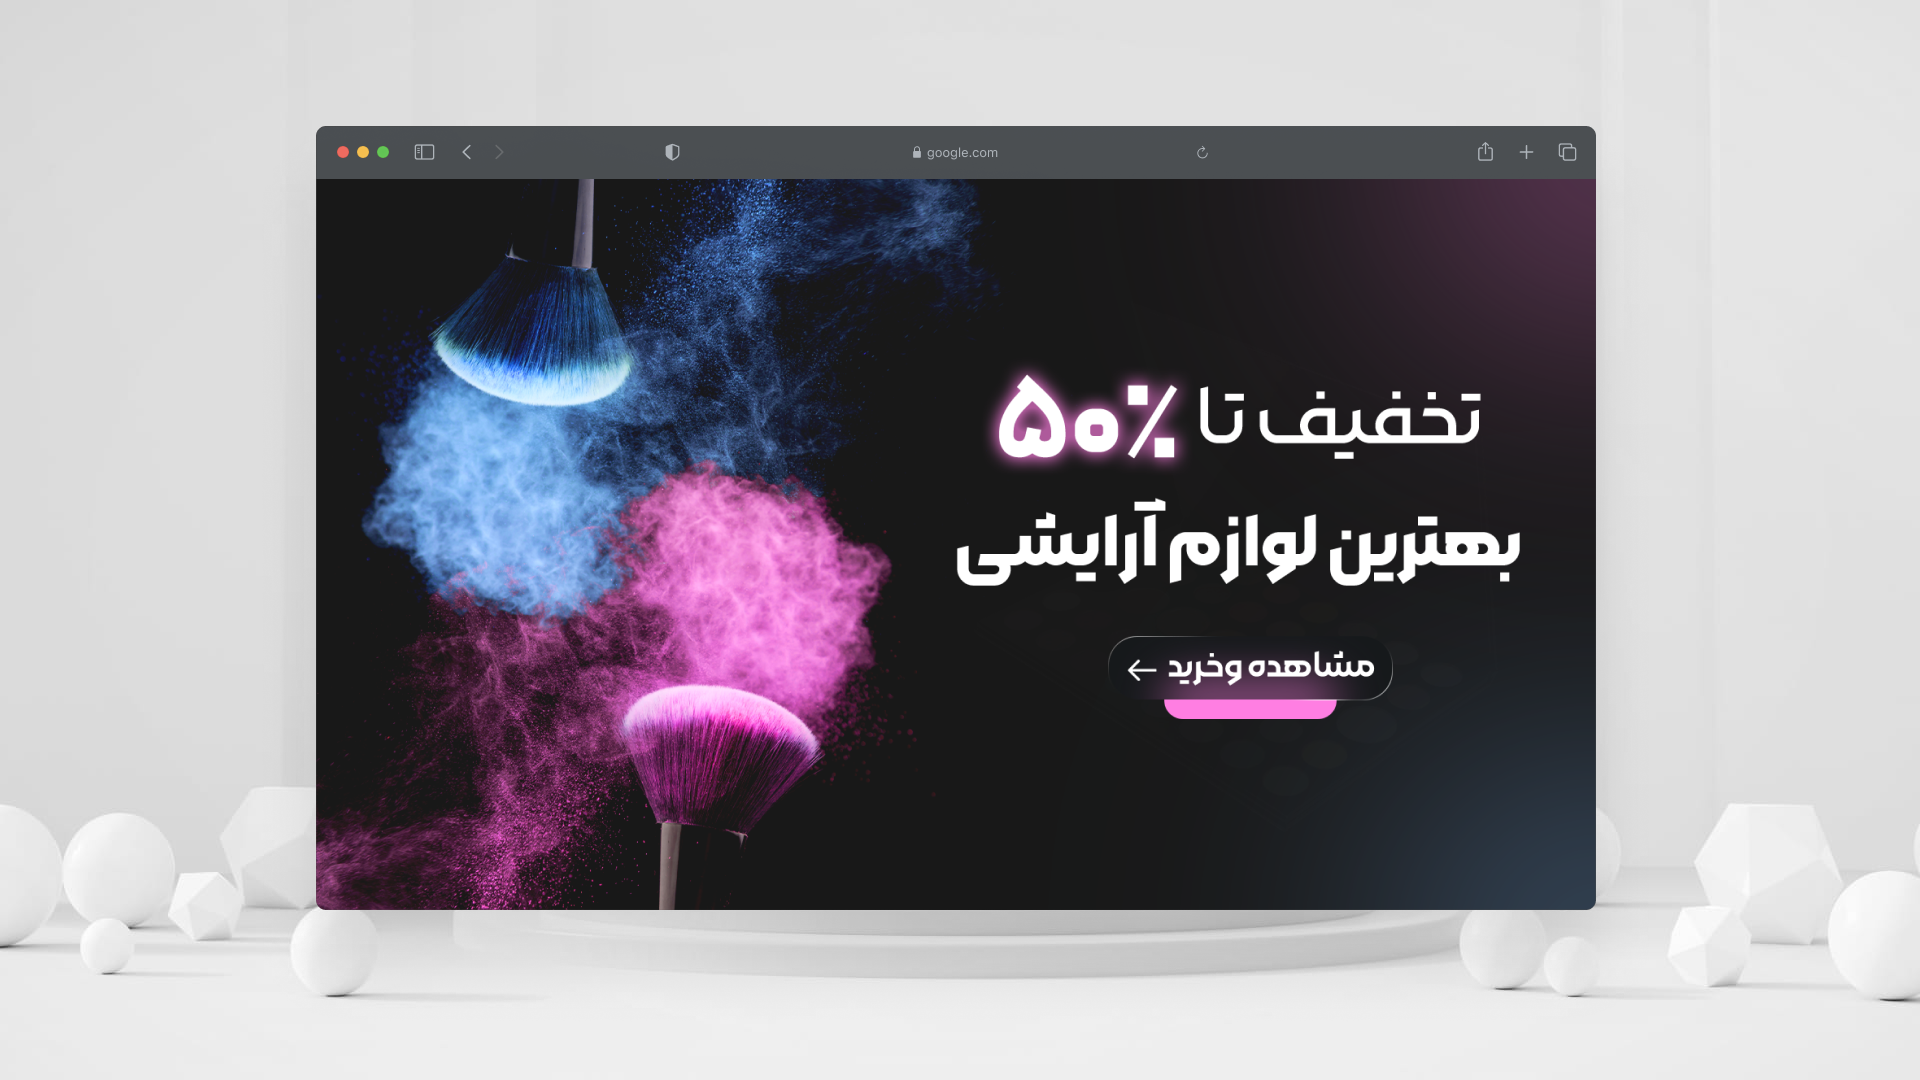 google.com
تخفیف تا ۵۰٪
بهترین لوازم آرایشی
مشاهده وخرید ←